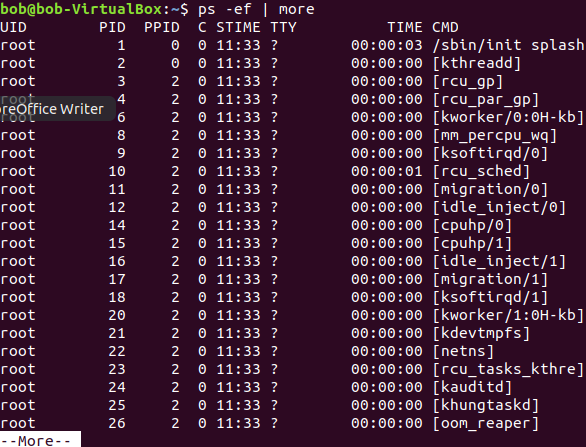 bob@bob-VirtualBox:~$ ps -ef | more
UID          PID    PPID  C STIME TTY          TIME CMD
root           1       0  0 11:33 ?        00:00:03 /sbin/init splash
root           2       0  0 11:33 ?        00:00:00 [kthreadd]
root           3       2  0 11:33 ?        00:00:00 [rcu_gp]
root           4       2  0 11:33 ?        00:00:00 [rcu_par_gp]
reOffice Writer
root           6       2  0 11:33 ?        00:00:00 [kworker/0:0H-kb]
root           8       2  0 11:33 ?        00:00:00 [mm_percpu_wq]
root           9       2  0 11:33 ?        00:00:00 [ksoftirqd/0]
root          10       2  0 11:33 ?        00:00:01 [rcu_sched]
root          11       2  0 11:33 ?        00:00:00 [migration/0]
root          12       2  0 11:33 ?        00:00:00 [idle_inject/0]
root          14       2  0 11:33 ?        00:00:00 [cpuhp/0]
root          15       2  0 11:33 ?        00:00:00 [cpuhp/1]
root          16       2  0 11:33 ?        00:00:00 [idle_inject/1]
root          17       2  0 11:33 ?        00:00:00 [migration/1]
root          18       2  0 11:33 ?        00:00:00 [ksoftirqd/1]
root          20       2  0 11:33 ?        00:00:00 [kworker/1:0H-kb]
root          21       2  0 11:33 ?        00:00:00 [kdevtmpfs]
root          22       2  0 11:33 ?        00:00:00 [netns]
root          23       2  0 11:33 ?        00:00:00 [rcu_tasks_kthre]
root          24       2  0 11:33 ?        00:00:00 [kauditd]
root          25       2  0 11:33 ?        00:00:00 [khungtaskd]
root          26       2  0 11:33 ?        00:00:00 [oom_reaper]
--More--